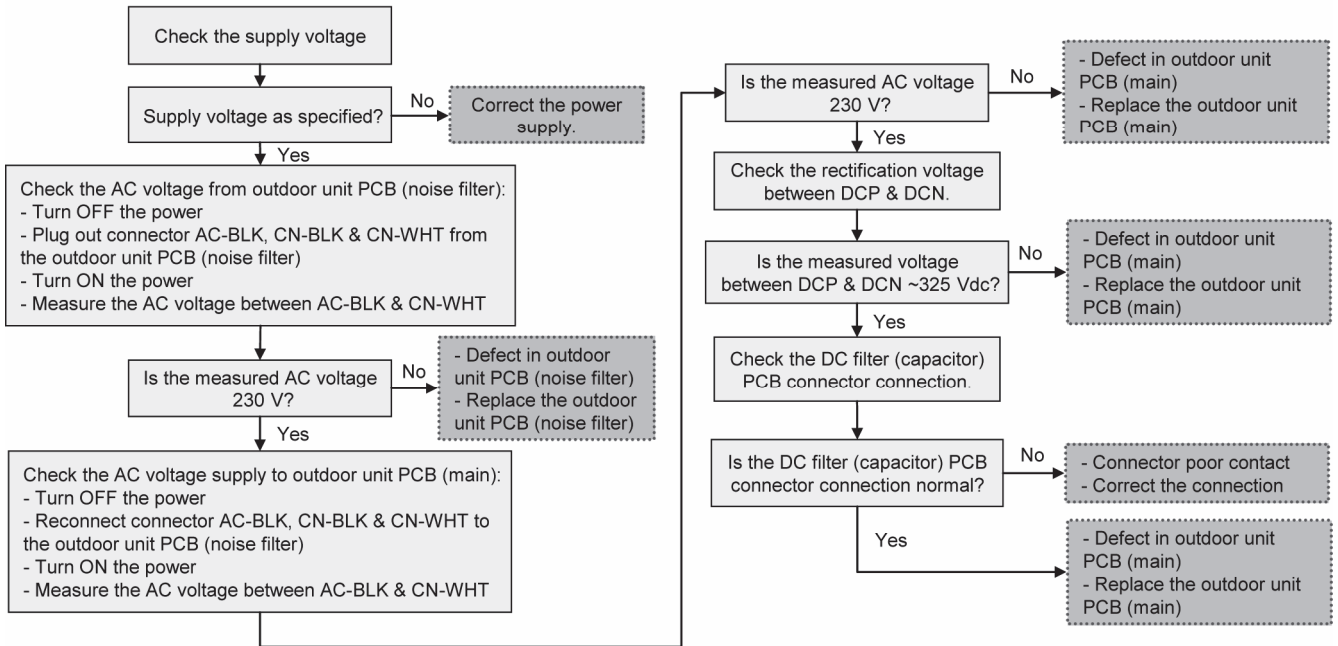 Check the supply voltage
Supply voltage as specified?
No
Correct the power
supply.
Yes
Check the AC voltage from outdoor unit PCB (noise filter):
- Turn OFF the power
- Plug out connector AC-BLK, CN-BLK & CN-WHT from
the outdoor unit PCB (noise filter)
- Turn ON the power
- Measure the AC voltage between AC-BLK & CN-WHT
Is the measured AC voltage
230 V?
No
- Defect in outdoor
unit PCB (noise filter)
- Replace the outdoor
unit PCB (noise filter)
Yes
Check the AC voltage supply to outdoor unit PCB (main):
- Turn OFF the power
- Reconnect connector AC-BLK, CN-BLK & CN-WHT to
the outdoor unit PCB (noise filter)
- Turn ON the power
- Measure the AC voltage between AC-BLK & CN-WHT
Is the measured AC voltage
230 V?
No
- Defect in outdoor unit
PCB (main)
- Replace the outdoor unit
PCB (main)
Yes
Check the rectification voltage
between DCP & DCN.
Is the measured voltage
between DCP & DCN ~325 Vdc?
No
- Defect in outdoor unit
PCB (main)
- Replace the outdoor unit
PCB (main)
Yes
Check the DC filter (capacitor)
PCB connector connection.
Is the DC filter (capacitor) PCB
connector connection normal?
No
- Connector poor contact
- Correct the connection
Yes
- Defect in outdoor unit
PCB (main)
- Replace the outdoor unit
PCB (main)